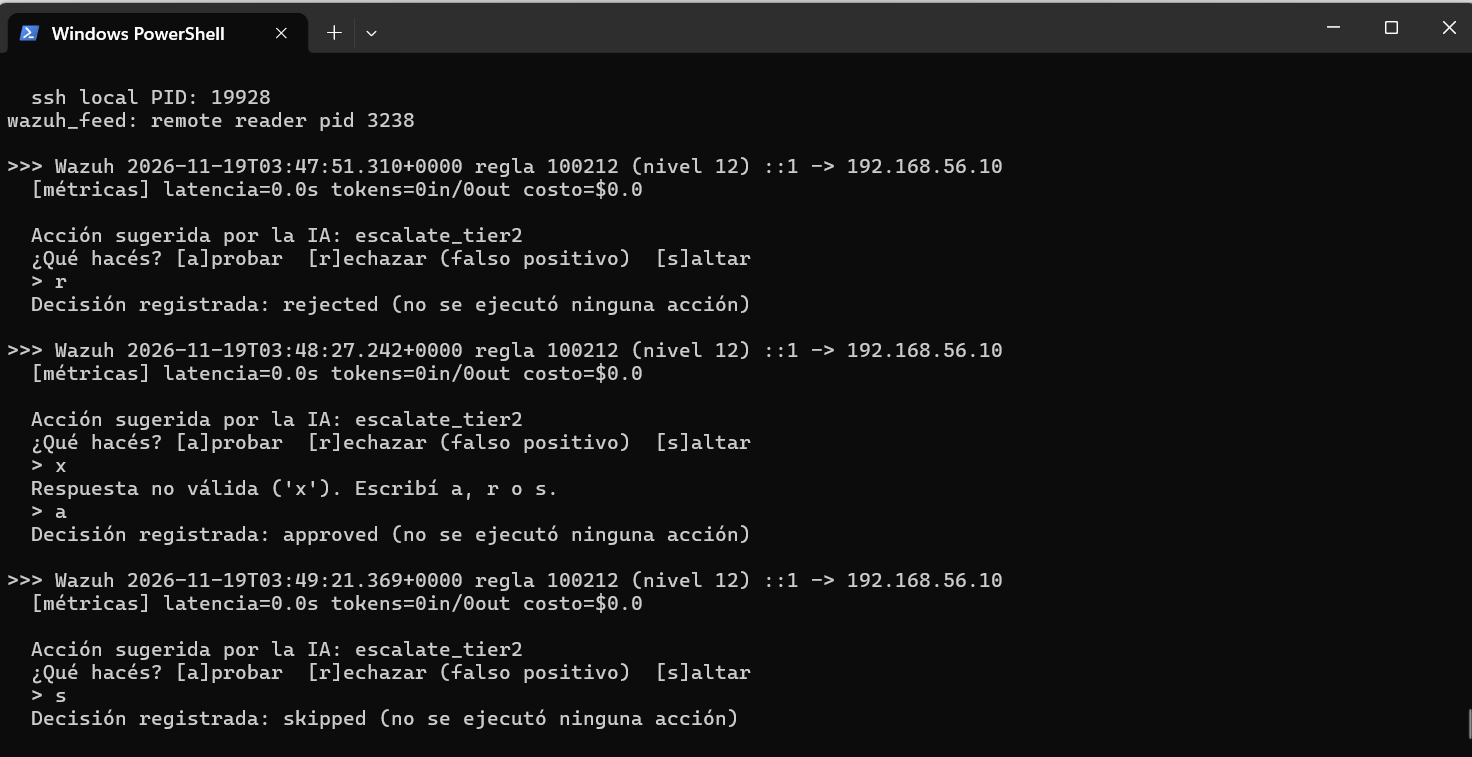 Windows PowerShell
ssh local PID: 19928
wazuh_feed: remote reader pid 3238
>>> Wazuh 2026-11-19T03:47:51.310+0000 regla 100212 (nivel 12) ::1 -> 192.168.56.10
[métricas] latencia=0.0s tokens=0in/0out costo=$0.0
Acción sugerida por la IA: escalate_tier2
¿Qué hacés? [a]probar  [r]echazar (falso positivo)  [s]altar
> r
Decisión registrada: rejected (no se ejecutó ninguna acción)
>>> Wazuh 2026-11-19T03:48:27.242+0000 regla 100212 (nivel 12) ::1 -> 192.168.56.10
[métricas] latencia=0.0s tokens=0in/0out costo=$0.0
Acción sugerida por la IA: escalate_tier2
¿Qué hacés? [a]probar  [r]echazar (falso positivo)  [s]altar
> x
Respuesta no válida ('x'). Escribí a, r o s.
> a
Decisión registrada: approved (no se ejecutó ninguna acción)
>>> Wazuh 2026-11-19T03:49:21.369+0000 regla 100212 (nivel 12) ::1 -> 192.168.56.10
[métricas] latencia=0.0s tokens=0in/0out costo=$0.0
Acción sugerida por la IA: escalate_tier2
¿Qué hacés? [a]probar  [r]echazar (falso positivo)  [s]altar
> s
Decisión registrada: skipped (no se ejecutó ninguna acción)